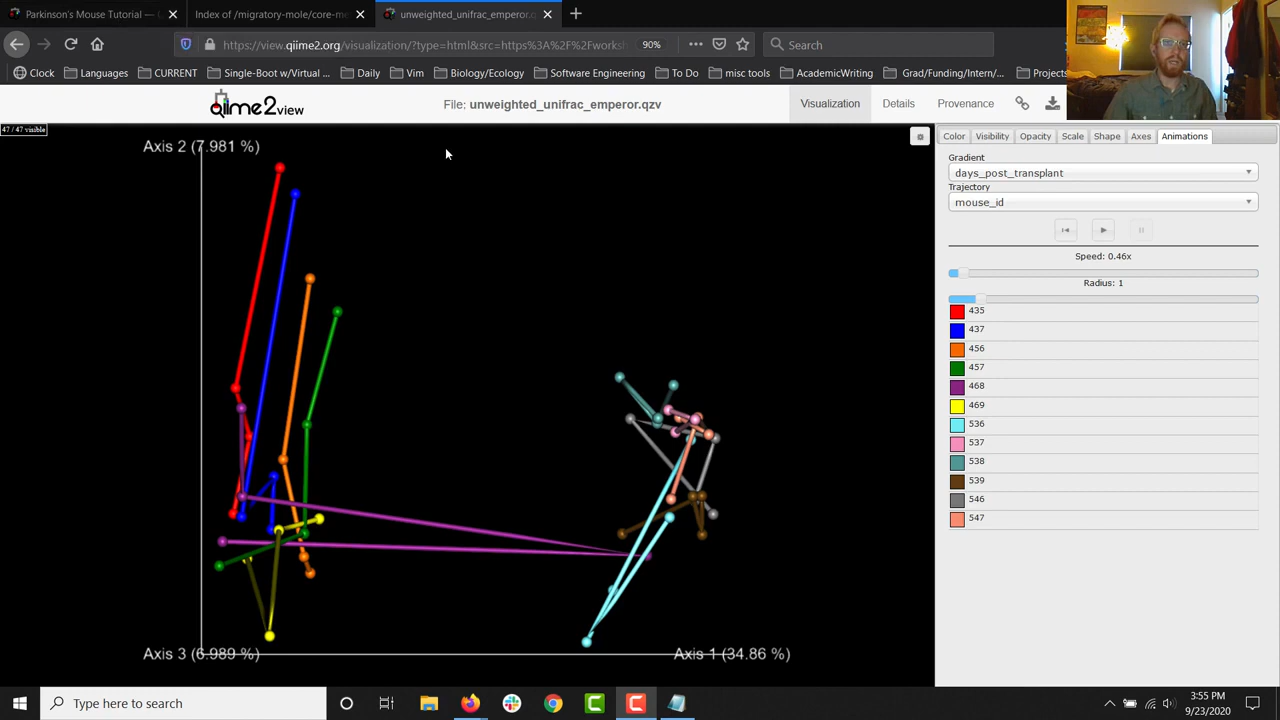 Parkinson's Mouse Tutorial — (
Index of /migratory-mole/core-me
unweighted_unifrac_emperor.q
https://view.qiime2.org/visualization/?type=html&src=https%3A%2F%2Fworksh
90%
Search
Clock
Languages
CURRENT
Single-Boot w/Virtual ...
Daily
Vim
Biology/Ecology
Software Engineering
To Do
misc tools
AcademicWriting
Grad/Funding/Intern/...
Projects
qiime2view
File: unweighted_unifrac_emperor.qzv
Visualization
Details
Provenance
47 / 47 visible
Axis 2 (7.981 %)
Axis 3 (6.989 %)
Axis 1 (34.86 %)
Color
Visibility
Opacity
Scale
Shape
Axes
Animations
Gradient
days_post_transplant
Trajectory
mouse_id
Speed: 0.46x
Radius: 1
435
437
456
457
468
469
536
537
538
539
546
547
Type here to search
3:55 PM
9/23/2020